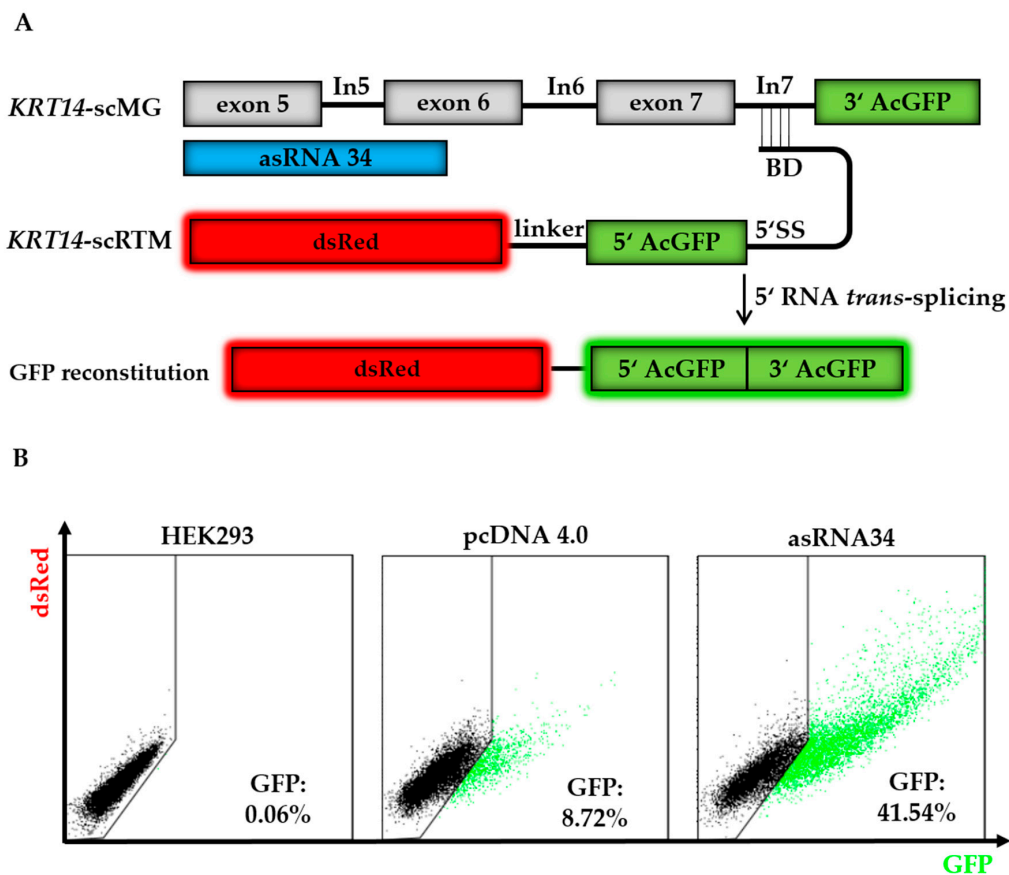 A
In5 In6 In7
KRT14-scMG exon 5 exon 6 exon 7 3‘ AcGFP
asRNA 34
BD
KRT14-scRTM dsRed linker 5‘ AcGFP 5‘SS
5‘ RNA trans-splicing
GFP reconstitution dsRed 5‘ AcGFP 3‘ AcGFP
B
HEK293 pcDNA 4.0 asRNA34
dsRed
GFP: GFP: GFP:
0.06% 8.72% 41.54%
GFP